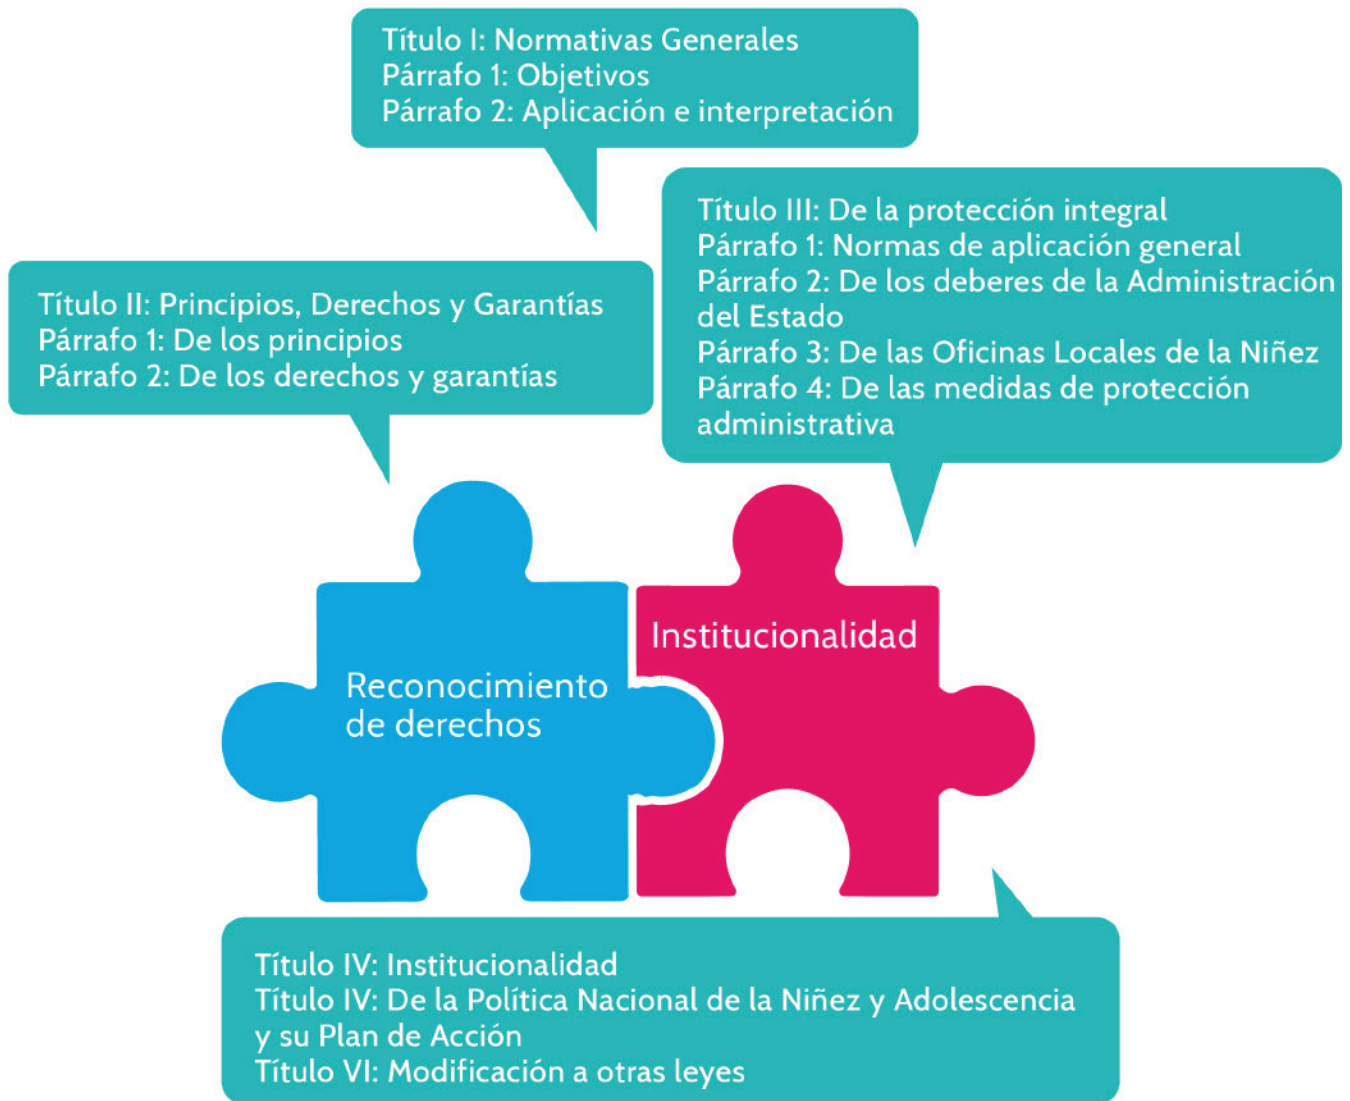 Título I: Normativas Generales
Párrafo 1: Objetivos
Párrafo 2: Aplicación e interpretación
Título III: De la protección integral
Párrafo 1: Normas de aplicación general
Párrafo 2: De los deberes de la Administración
del Estado
Párrafo 3: De las Oficinas Locales de la Niñez
Párrafo 4: De las medidas de protección
administrativa
Título II: Principios, Derechos y Garantías
Párrafo 1: De los principios
Párrafo 2: De los derechos y garantías
Institucionalidad
Reconocimiento
de derechos
Título IV: Institucionalidad
Título IV: De la Política Nacional de la Niñez y Adolescencia
y su Plan de Acción
Título VI: Modificación a otras leyes